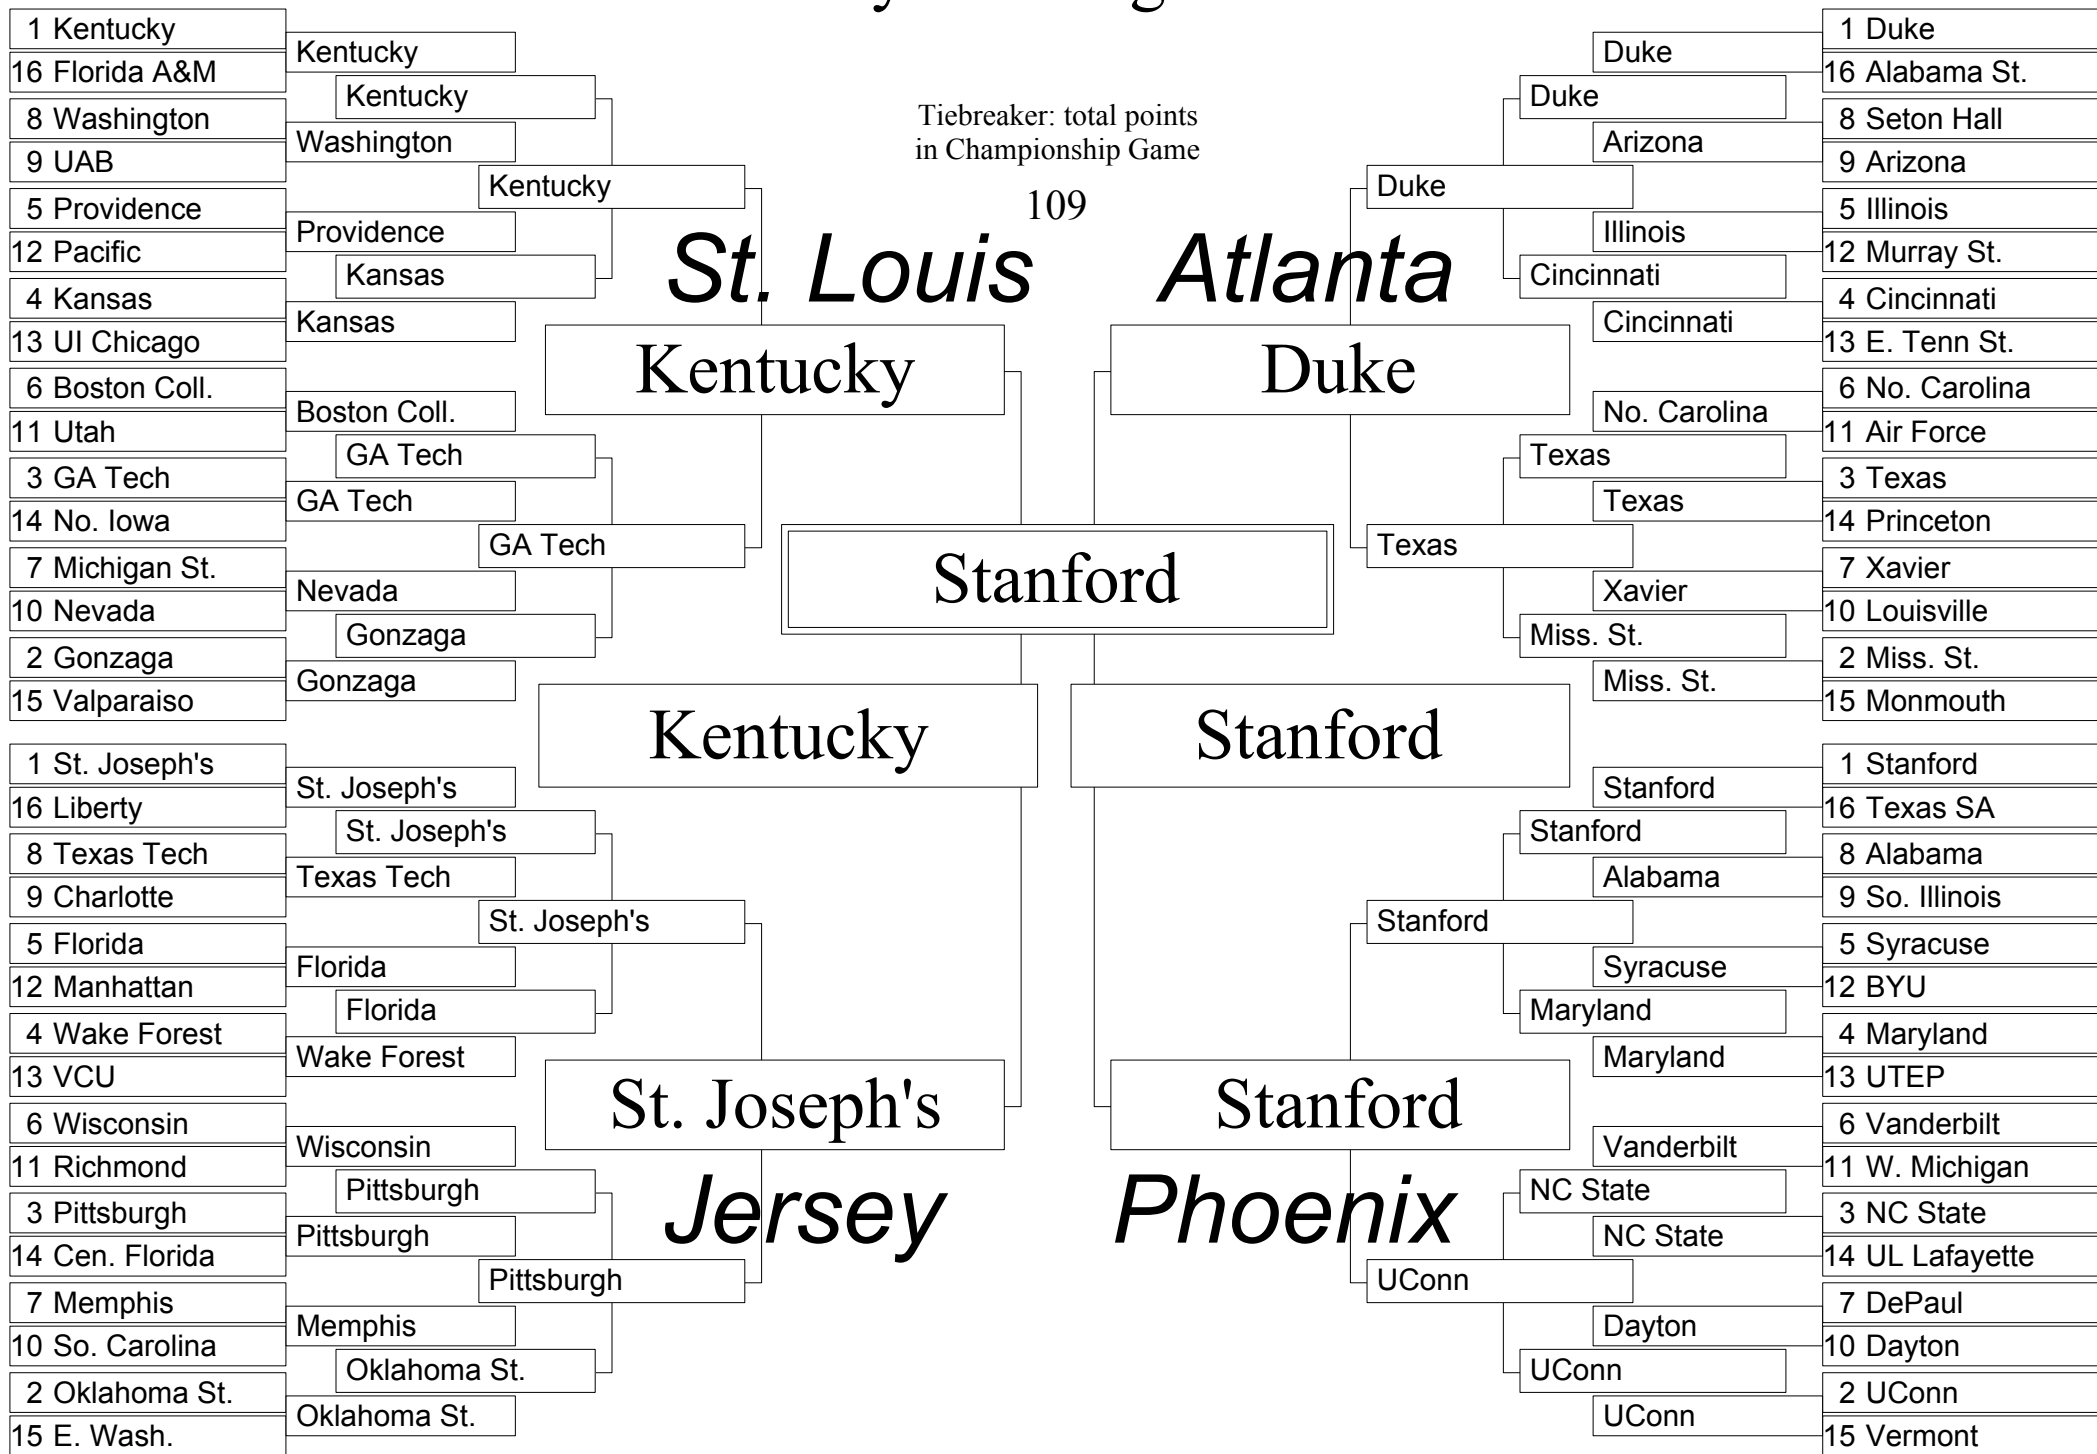 1 Kentucky
16 Florida A&M
8 Washington
9 UAB
5 Providence
12 Pacific
4 Kansas
13 UI Chicago
6 Boston Coll.
11 Utah
3 GA Tech
14 No. Iowa
7 Michigan St.
10 Nevada
2 Gonzaga
15 Valparaiso
1 St. Joseph's
16 Liberty
8 Texas Tech
9 Charlotte
5 Florida
12 Manhattan
4 Wake Forest
13 VCU
6 Wisconsin
11 Richmond
3 Pittsburgh
14 Cen. Florida
7 Memphis
10 So. Carolina
2 Oklahoma St.
15 E. Wash.
Kentucky
Washington
Providence
Kansas
Boston Coll.
GA Tech
Nevada
Gonzaga
St. Joseph's
Texas Tech
Florida
Wake Forest
Wisconsin
Pittsburgh
Memphis
Oklahoma St.
Kentucky
Kansas
GA Tech
Gonzaga
St. Joseph's
Florida
Pittsburgh
Oklahoma St.
Kentucky
GA Tech
St. Joseph's
Pittsburgh
Tiebreaker: total points
in Championship Game
109
St. Louis
Atlanta
Kentucky
Duke
Stanford
Kentucky
Stanford
St. Joseph's
Stanford
Jersey
Phoenix
Duke
Texas
Stanford
UConn
Duke
Cincinnati
Texas
Miss. St.
Stanford
Maryland
NC State
UConn
Duke
Arizona
Illinois
Cincinnati
No. Carolina
Texas
Xavier
Miss. St.
Stanford
Alabama
Syracuse
Maryland
Vanderbilt
NC State
Dayton
UConn
1 Duke
16 Alabama St.
8 Seton Hall
9 Arizona
5 Illinois
12 Murray St.
4 Cincinnati
13 E. Tenn St.
6 No. Carolina
11 Air Force
3 Texas
14 Princeton
7 Xavier
10 Louisville
2 Miss. St.
15 Monmouth
1 Stanford
16 Texas SA
8 Alabama
9 So. Illinois
5 Syracuse
12 BYU
4 Maryland
13 UTEP
6 Vanderbilt
11 W. Michigan
3 NC State
14 UL Lafayette
7 DePaul
10 Dayton
2 UConn
15 Vermont